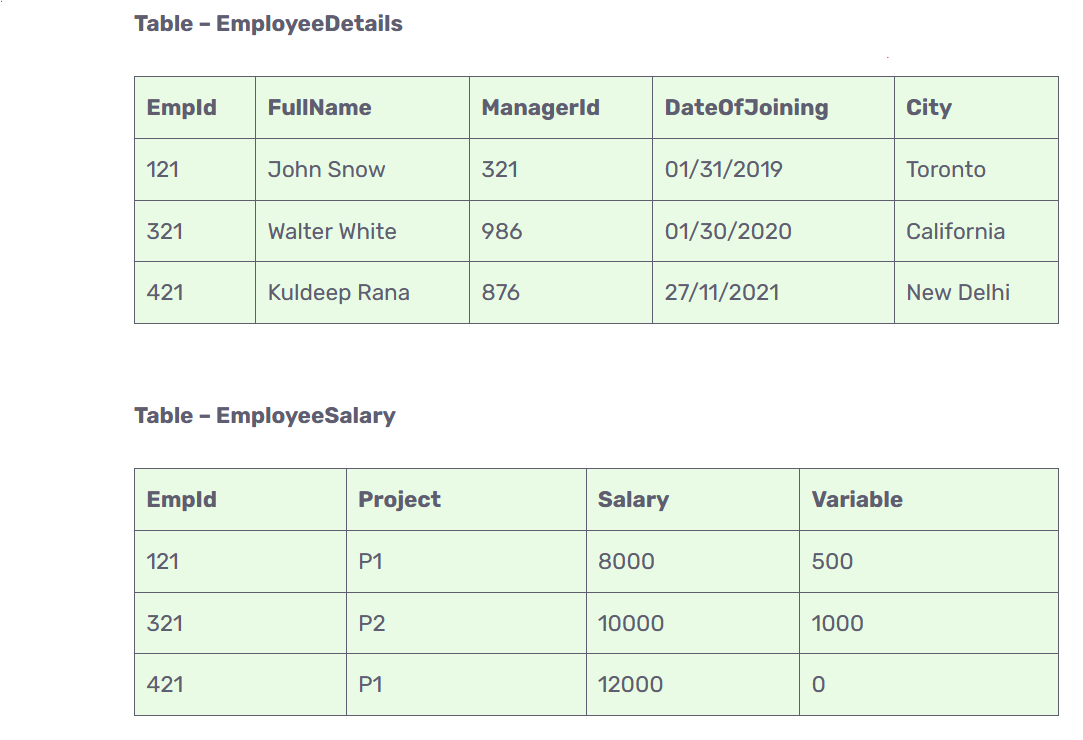 Table – EmployeeDetails
EmpId FullName ManagerId DateOfJoining City
121 John Snow 321 01/31/2019 Toronto
321 Walter White 986 01/30/2020 California
421 Kuldeep Rana 876 27/11/2021 New Delhi
Table – EmployeeSalary
EmpId Project Salary Variable
121 P1 8000 500
321 P2 10000 1000
421 P1 12000 0